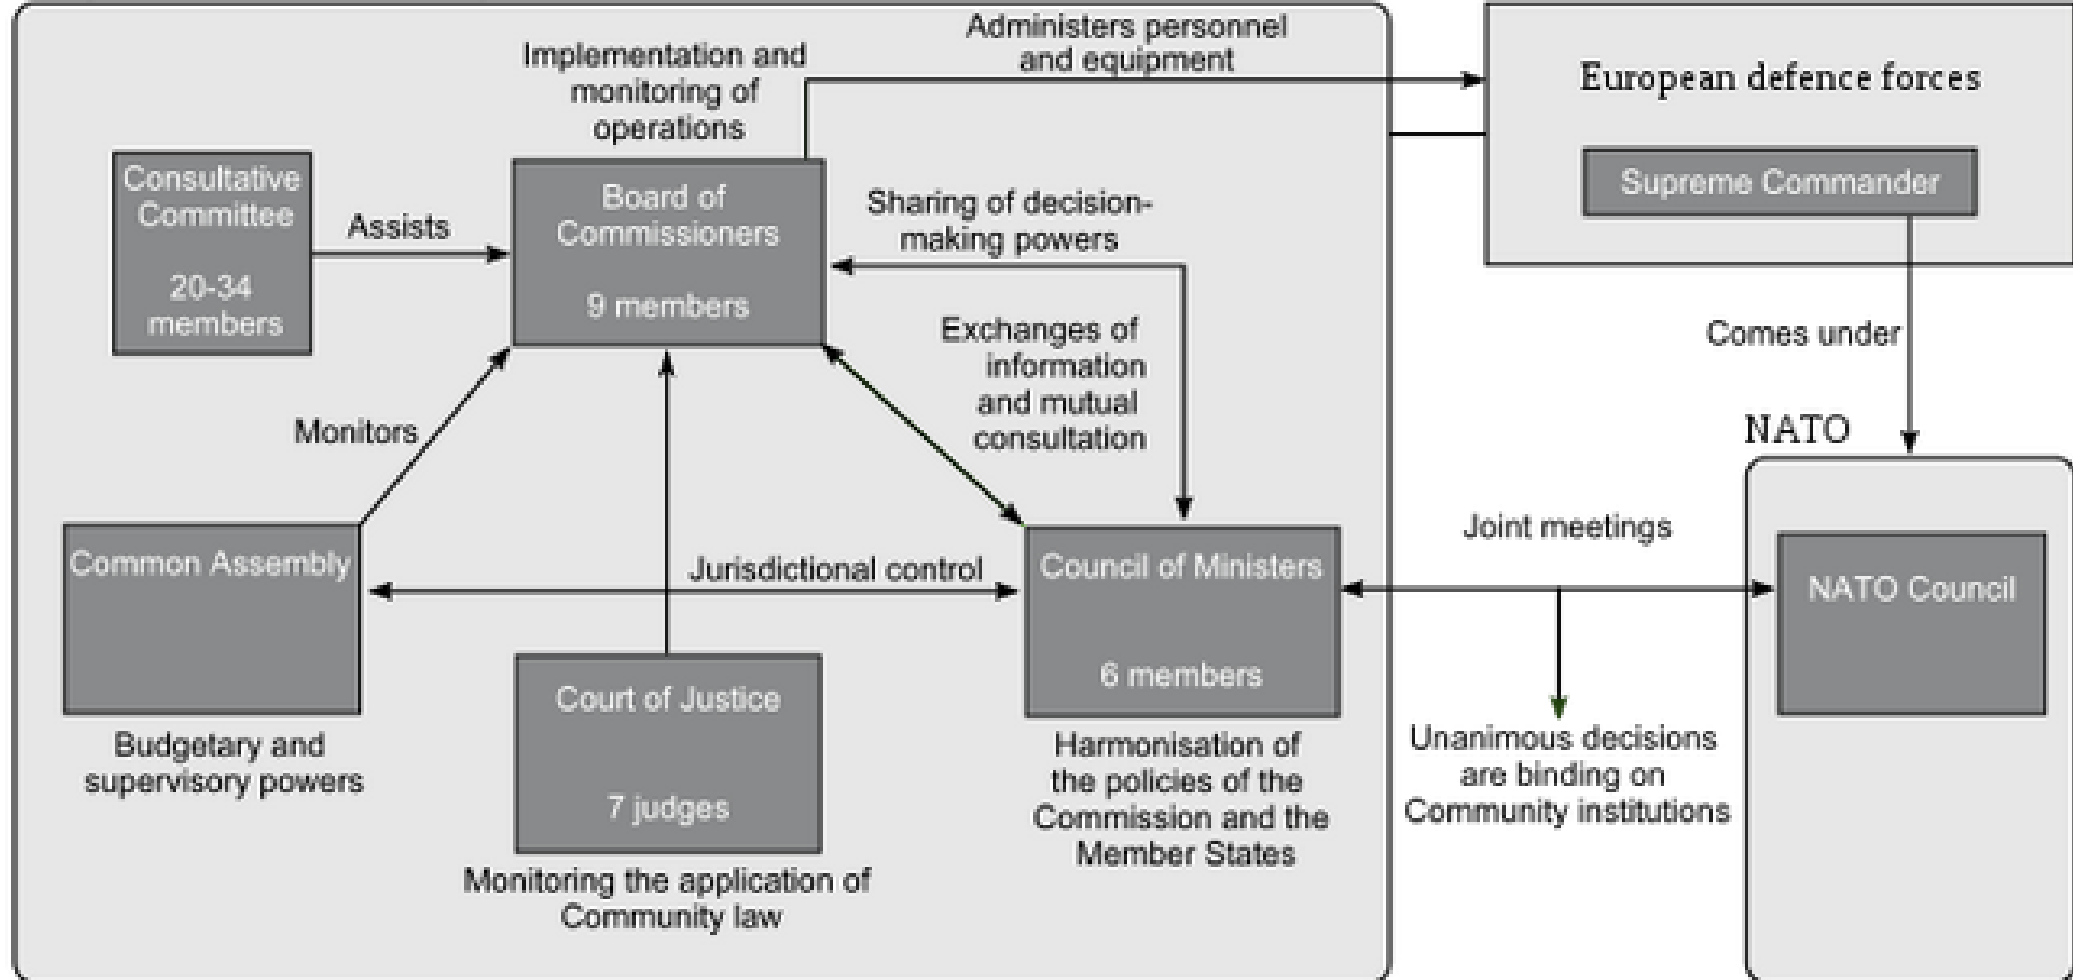 Administers personnel
and equipment
Implementation and
monitoring of
operations
European defence forces
Supreme Commander
Consultative
Committee
20-34
members
Assists
Board of
Commissioners
9 members
Sharing of decision-
making powers
Exchanges of
information
and mutual
consultation
Comes under
Monitors
NATO
Common Assembly
Budgetary and
supervisory powers
Jurisdictional control
Court of Justice
7 judges
Monitoring the application of
Community law
Council of Ministers
6 members
Harmonisation of
the policies of the
Commission and the
Member States
Joint meetings
Unanimous decisions
are binding on
Community institutions
NATO Council